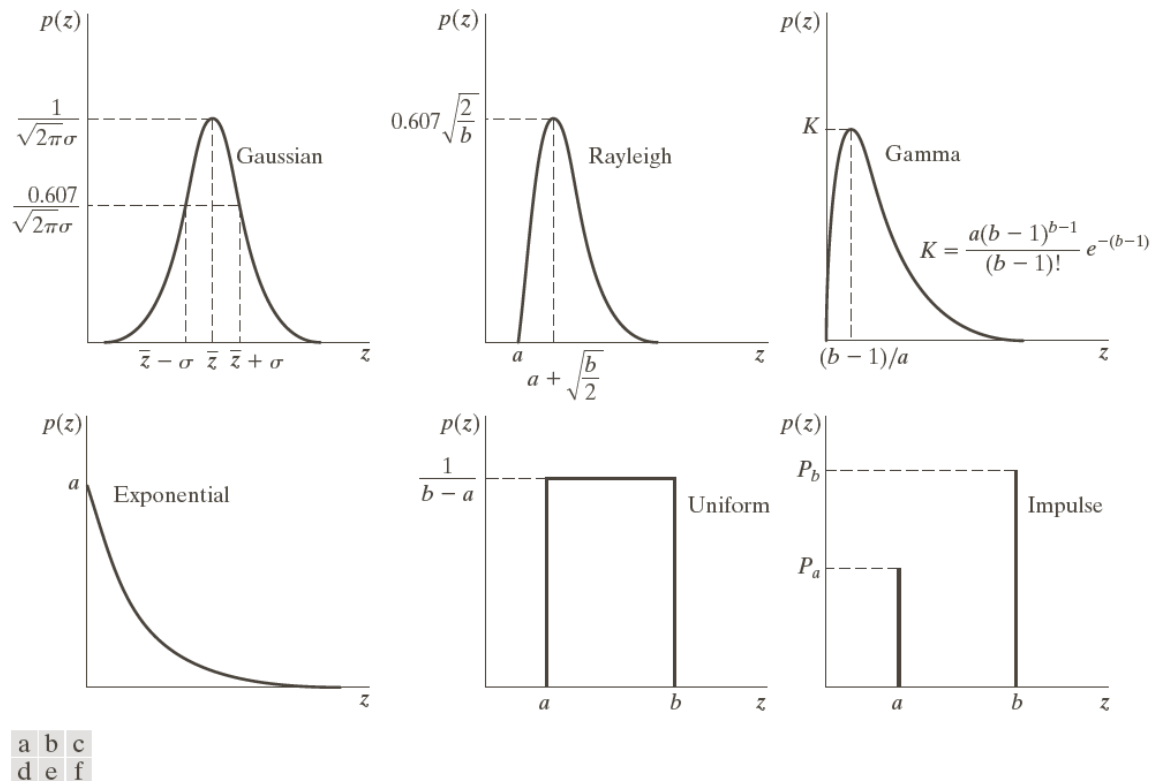 p(z)
1
√2πσ
0.607
√2πσ
Gaussian
z̄ − σ z̄ z̄ + σ z
p(z)
0.607 √2/b
Rayleigh
a z
a + √b/2
p(z)
K
Gamma
K = a(b − 1)^{b−1} / (b − 1)! e^{−(b−1)}
(b − 1)/a z
p(z)
a
Exponential
z
p(z)
1
b − a
Uniform
a b z
p(z)
P_b
Impulse
P_a
a b z
a b c
d e f